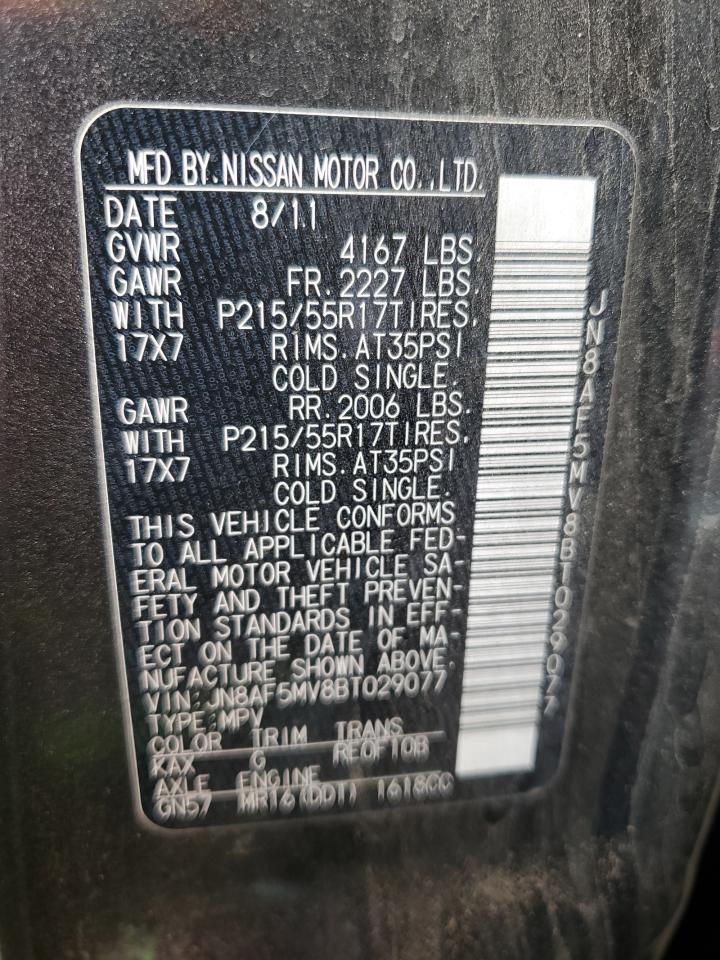 MFD BY.NISSAN MOTOR CO.,LTD.
DATE 8/11
GVWR 4167 LBS.
GAWR FR.2227 LBS.
WITH P215/55R17TIRES.
17X7 RIMS.AT35PSI
COLD SINGLE.
GAWR RR.2006 LBS.
WITH P215/55R17TIRES.
17X7 RIMS.AT35PSI
COLD SINGLE.
THIS VEHICLE CONFORMS
TO ALL APPLICABLE FED-
ERAL MOTOR VEHICLE SA-
FETY AND THEFT PREVEN-
TION STANDARDS IN EFF-
ECT ON THE DATE OF MA-
NUFACTURE SHOWN ABOVE.
VIN:JN8AF5MV8BT029077
TYPE:MPV
COLOR TRIM TRANS
KAX G RE0F10B
AXLE ENGINE
GN57 MR16(DDT) 1618CC
JN8AF5MV8BT029077